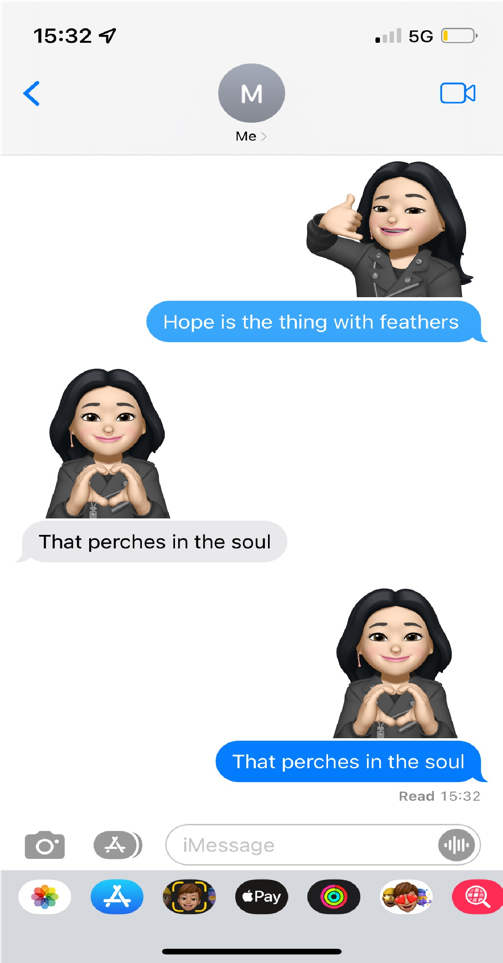 15:32
5G
M
Me
Hope is the thing with feathers
That perches in the soul
That perches in the soul
Read 15:32
iMessage
Pay